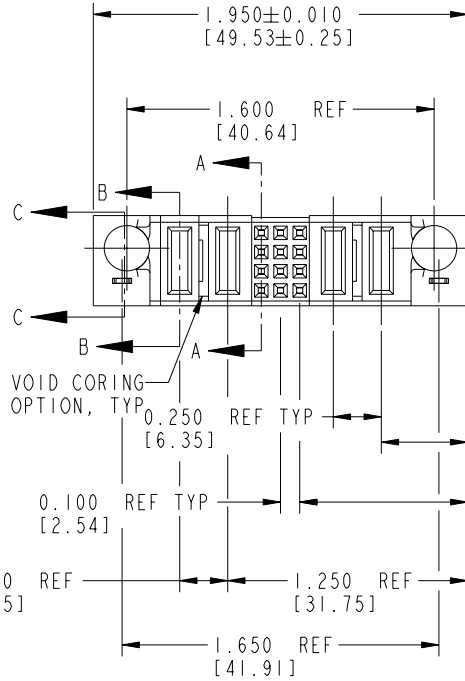 1.950±0.010
[49.53±0.25]
1.600 REF
[40.64]
A
B
C
C
B
A
VOID CORING
OPTION, TYP
0.250 REF TYP
[6.35]
0.100 REF TYP
[2.54]
0 REF
5]
1.250 REF
[31.75]
1.650 REF
[41.91]